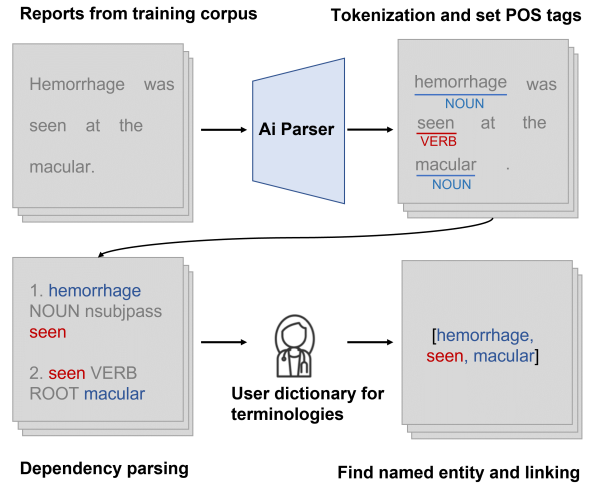 Reports from training corpus
Tokenization and set POS tags
Hemorrhage was
seen at the
macular.
Ai Parser
hemorrhage was
NOUN
seen at the
VERB
macular .
NOUN
1. hemorrhage
NOUN nsubjpass
seen
2. seen VERB
ROOT macular
User dictionary for
terminologies
[hemorrhage,
seen, macular]
Dependency parsing
Find named entity and linking